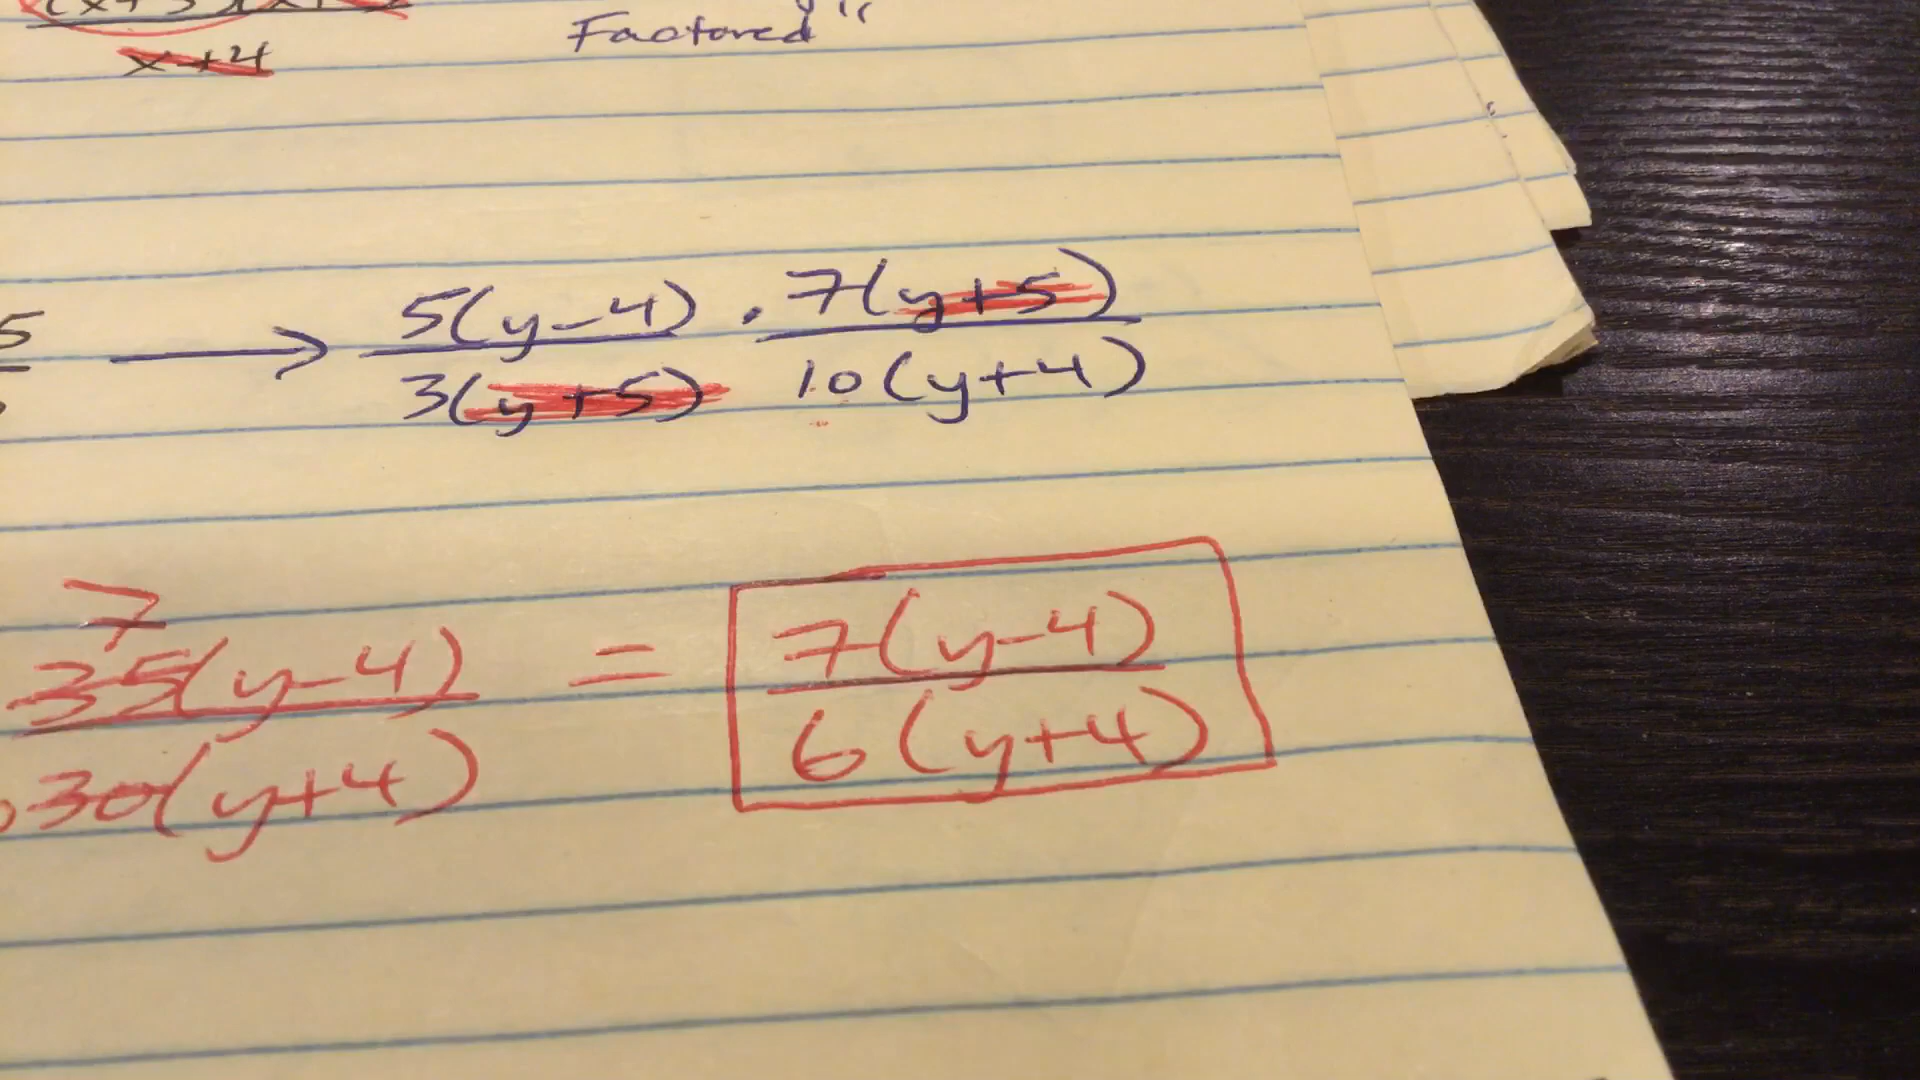 x+4
Factored"
5 → 5(y-4)/3(y+5) · 7(y+5)/10(y+4)
7
35(y-4)/30(y+4) = 7(y-4)/6(y+4)